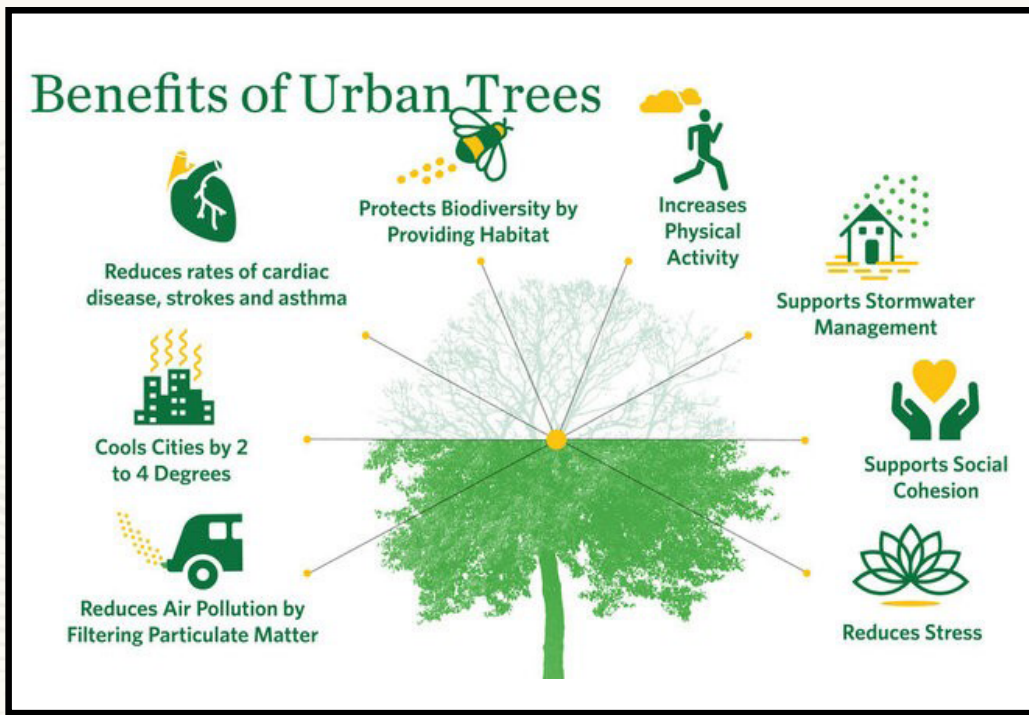 Benefits of Urban Trees
Reduces rates of cardiac
disease, strokes and asthma
Protects Biodiversity by
Providing Habitat
Increases
Physical
Activity
Supports Stormwater
Management
Cools Cities by 2
to 4 Degrees
Supports Social
Cohesion
Reduces Air Pollution by
Filtering Particulate Matter
Reduces Stress